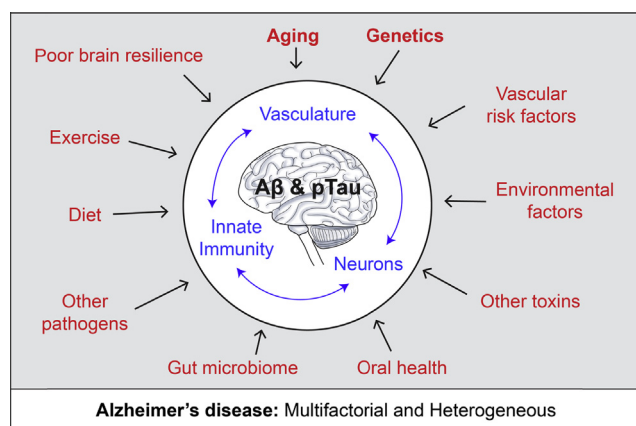 Aging
Genetics
Poor brain resilience
Vascular
risk factors
Exercise
Environmental
factors
Diet
Other toxins
Other
pathogens
Gut microbiome
Oral health
Vasculature
Aβ & pTau
Innate
Immunity
Neurons
Alzheimer's disease: Multifactorial and Heterogeneous